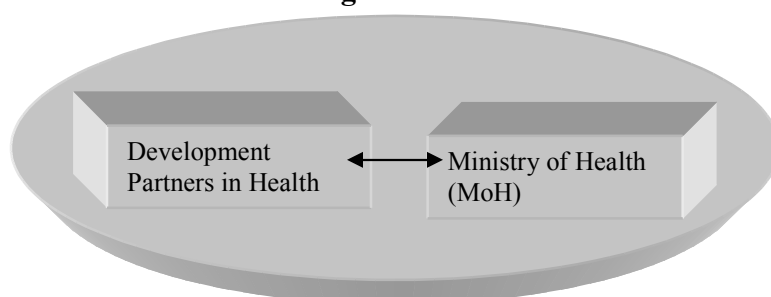 Development
Partners in Health
Ministry of Health
(MoH)